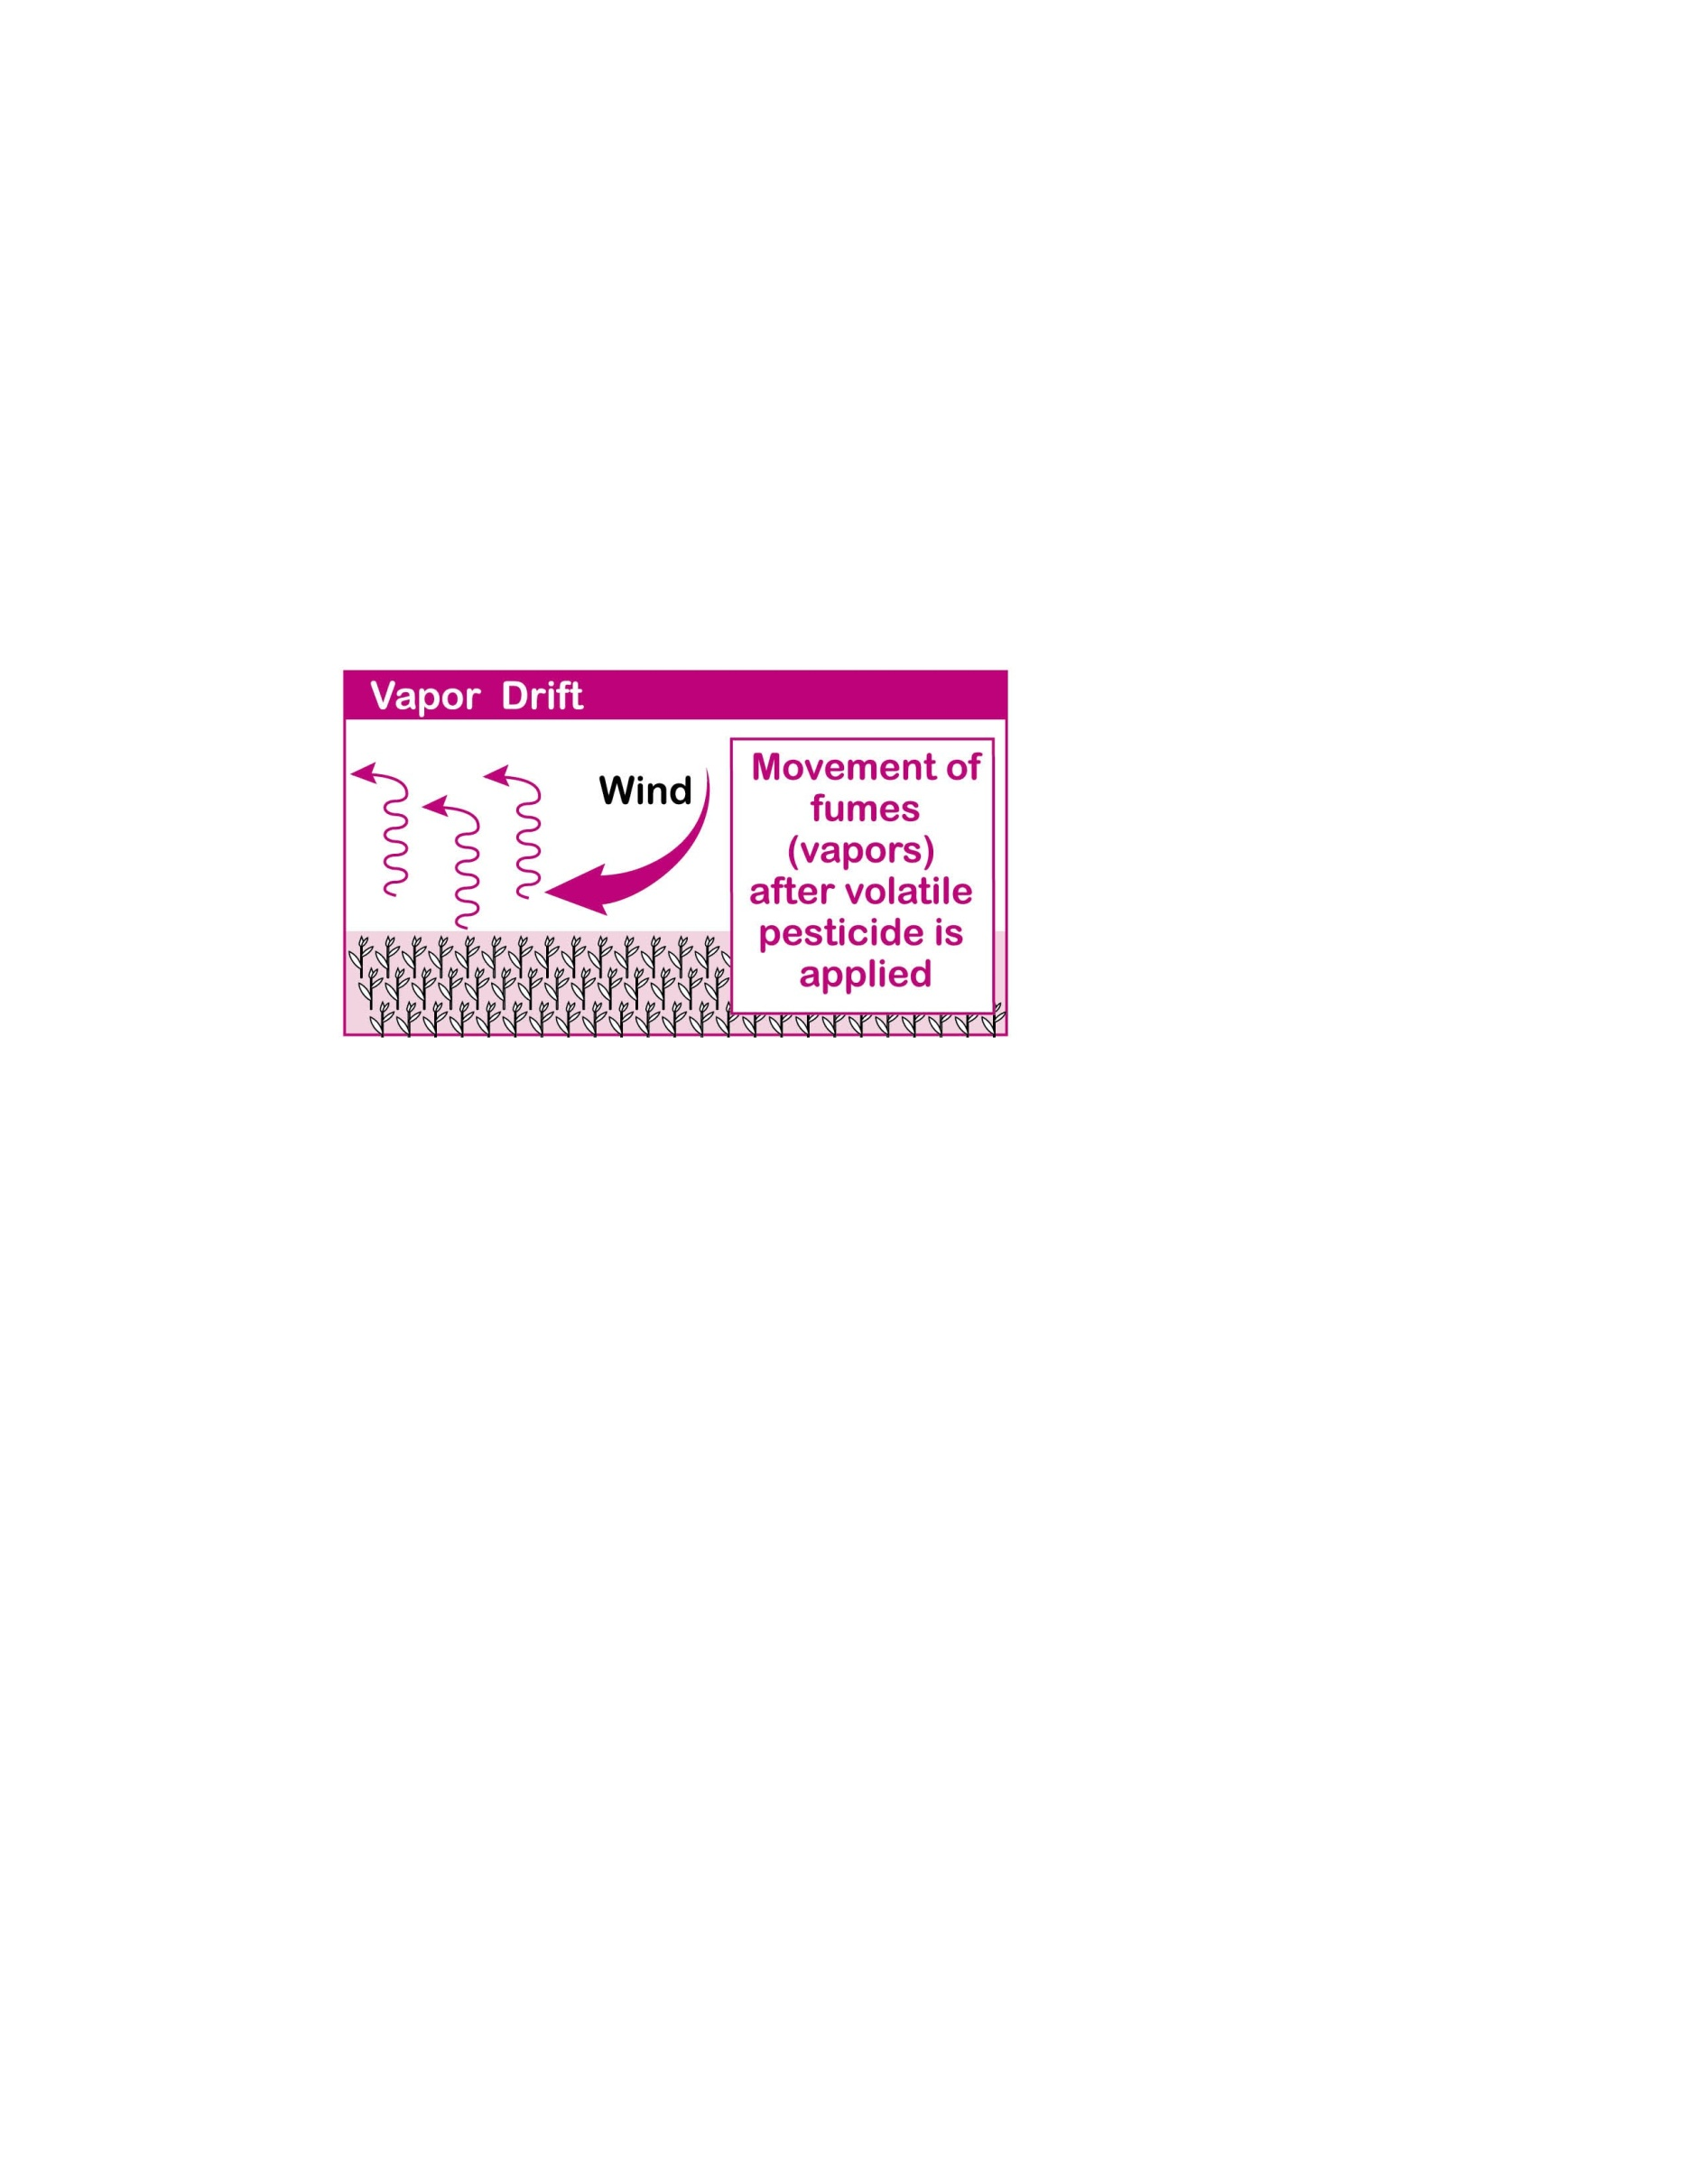 Vapor Drift
Wind
Movement of
fumes
(vapors)
after volatile
pesticide is
applied